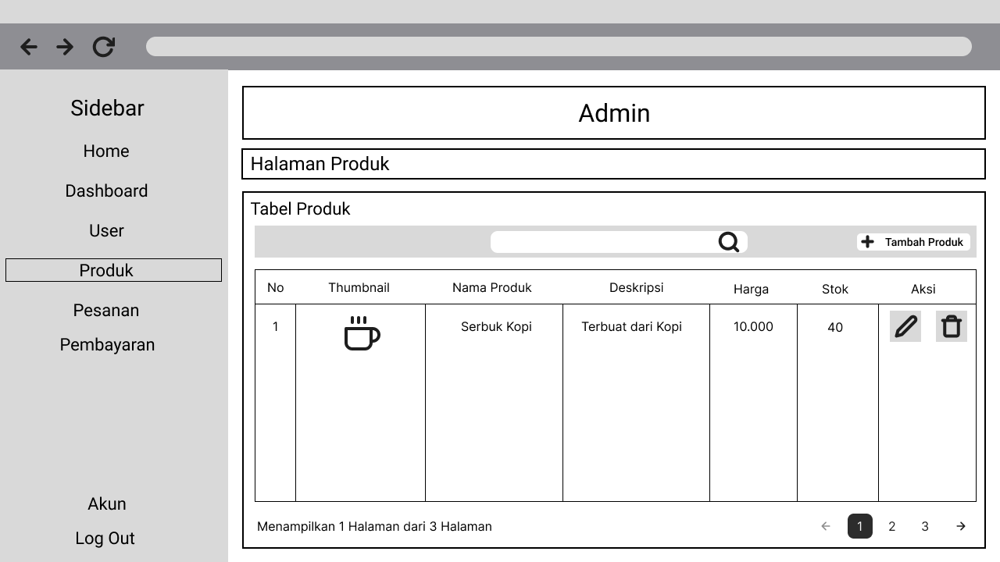 Sidebar
Home
Dashboard
User
Produk
Pesanan
Pembayaran
Akun
Log Out
Admin
Halaman Produk
Tabel Produk
Tambah Produk
No Thumbnail Nama Produk Deskripsi Harga Stok Aksi
1 Serbuk Kopi Terbuat dari Kopi 10.000 40
Menampilkan 1 Halaman dari 3 Halaman 1 2 3